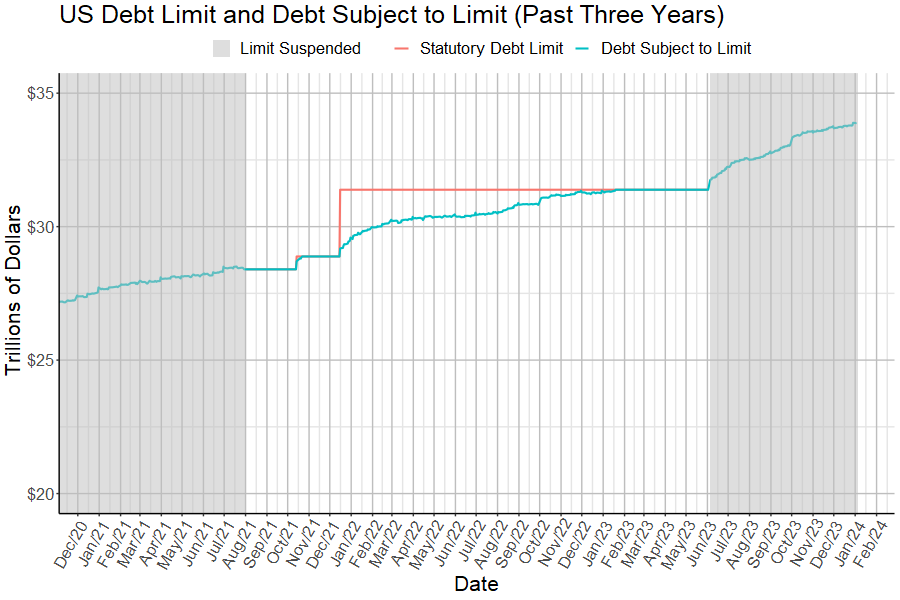 US Debt Limit and Debt Subject to Limit (Past Three Years)
Limit Suspended Statutory Debt Limit Debt Subject to Limit
Trillions of Dollars
$35
$30
$25
$20
Dec/20 Jan/21 Feb/21 Mar/21 Apr/21 May/21 Jun/21 Jul/21 Aug/21 Sep/21 Oct/21 Nov/21 Dec/21 Jan/22 Feb/22 Mar/22 Apr/22 May/22 Jun/22 Jul/22 Aug/22 Sep/22 Oct/22 Nov/22 Dec/22 Jan/23 Feb/23 Mar/23 Apr/23 May/23 Jun/23 Jul/23 Aug/23 Sep/23 Oct/23 Nov/23 Dec/23 Jan/24 Feb/24
Date